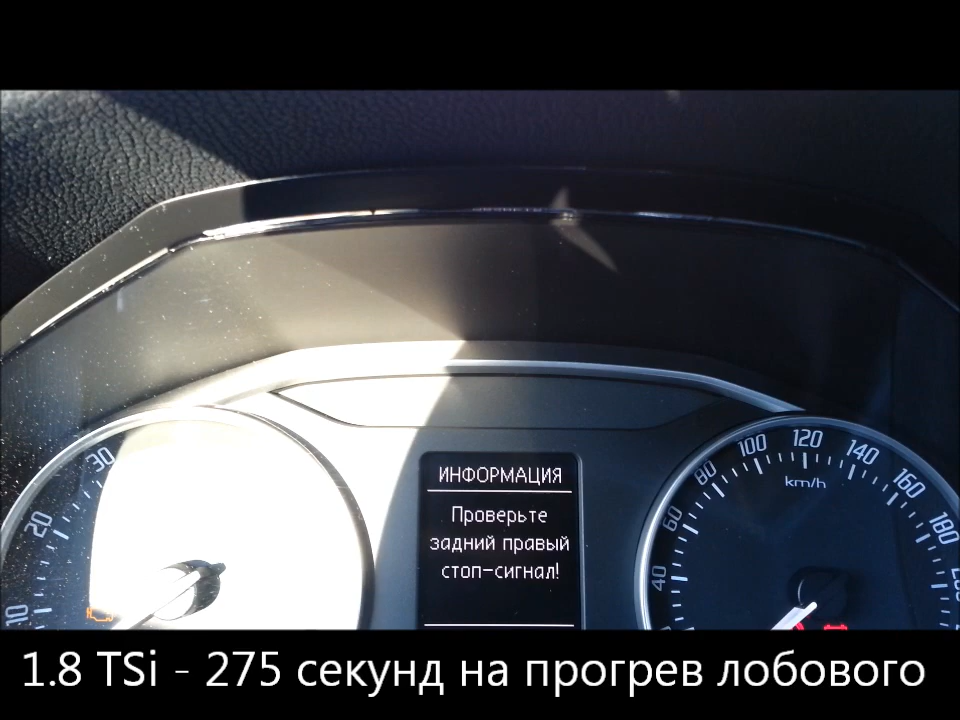 ИНФОРМАЦИЯ
Проверьте
задний правый
стоп-сигнал!
10
20
30
40
60
80
100
120
140
160
180
km/h
1.8 TSi - 275 секунд на прогрев лобового